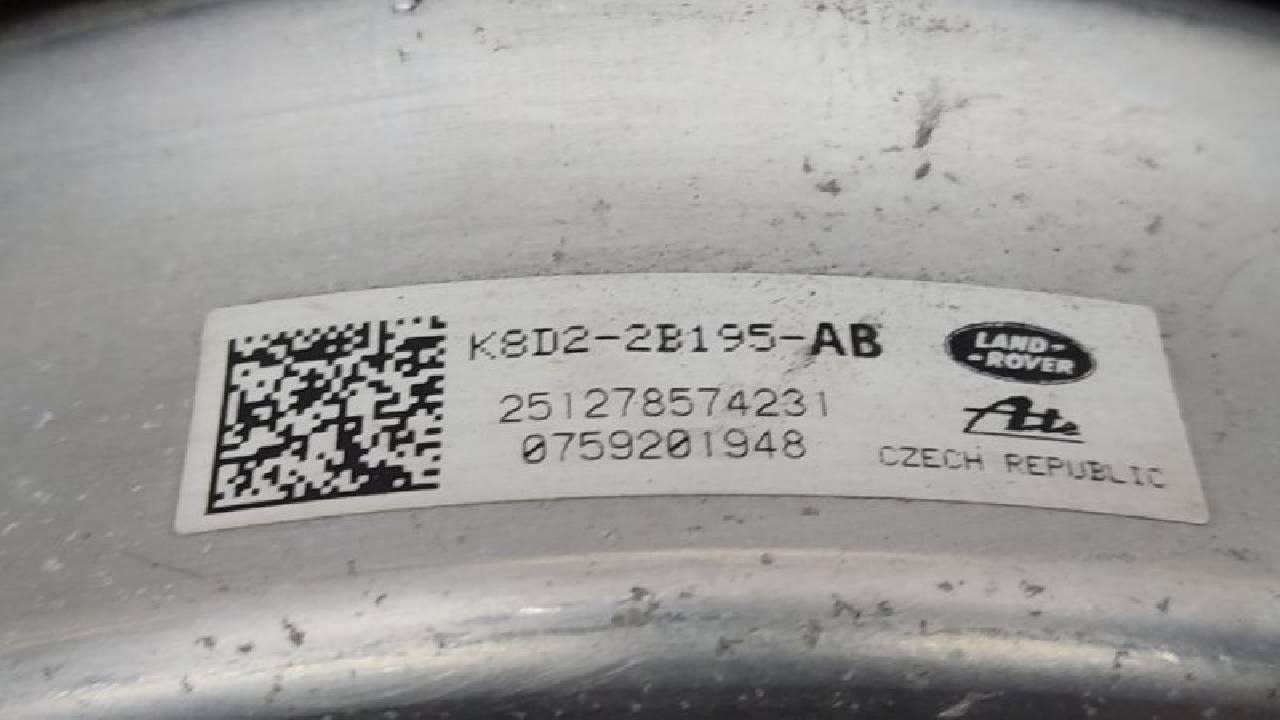 K8D2-2B195-AB
251278574231
0759201948
LAND-
-ROVER
Ate
CZECH REPUBLIC